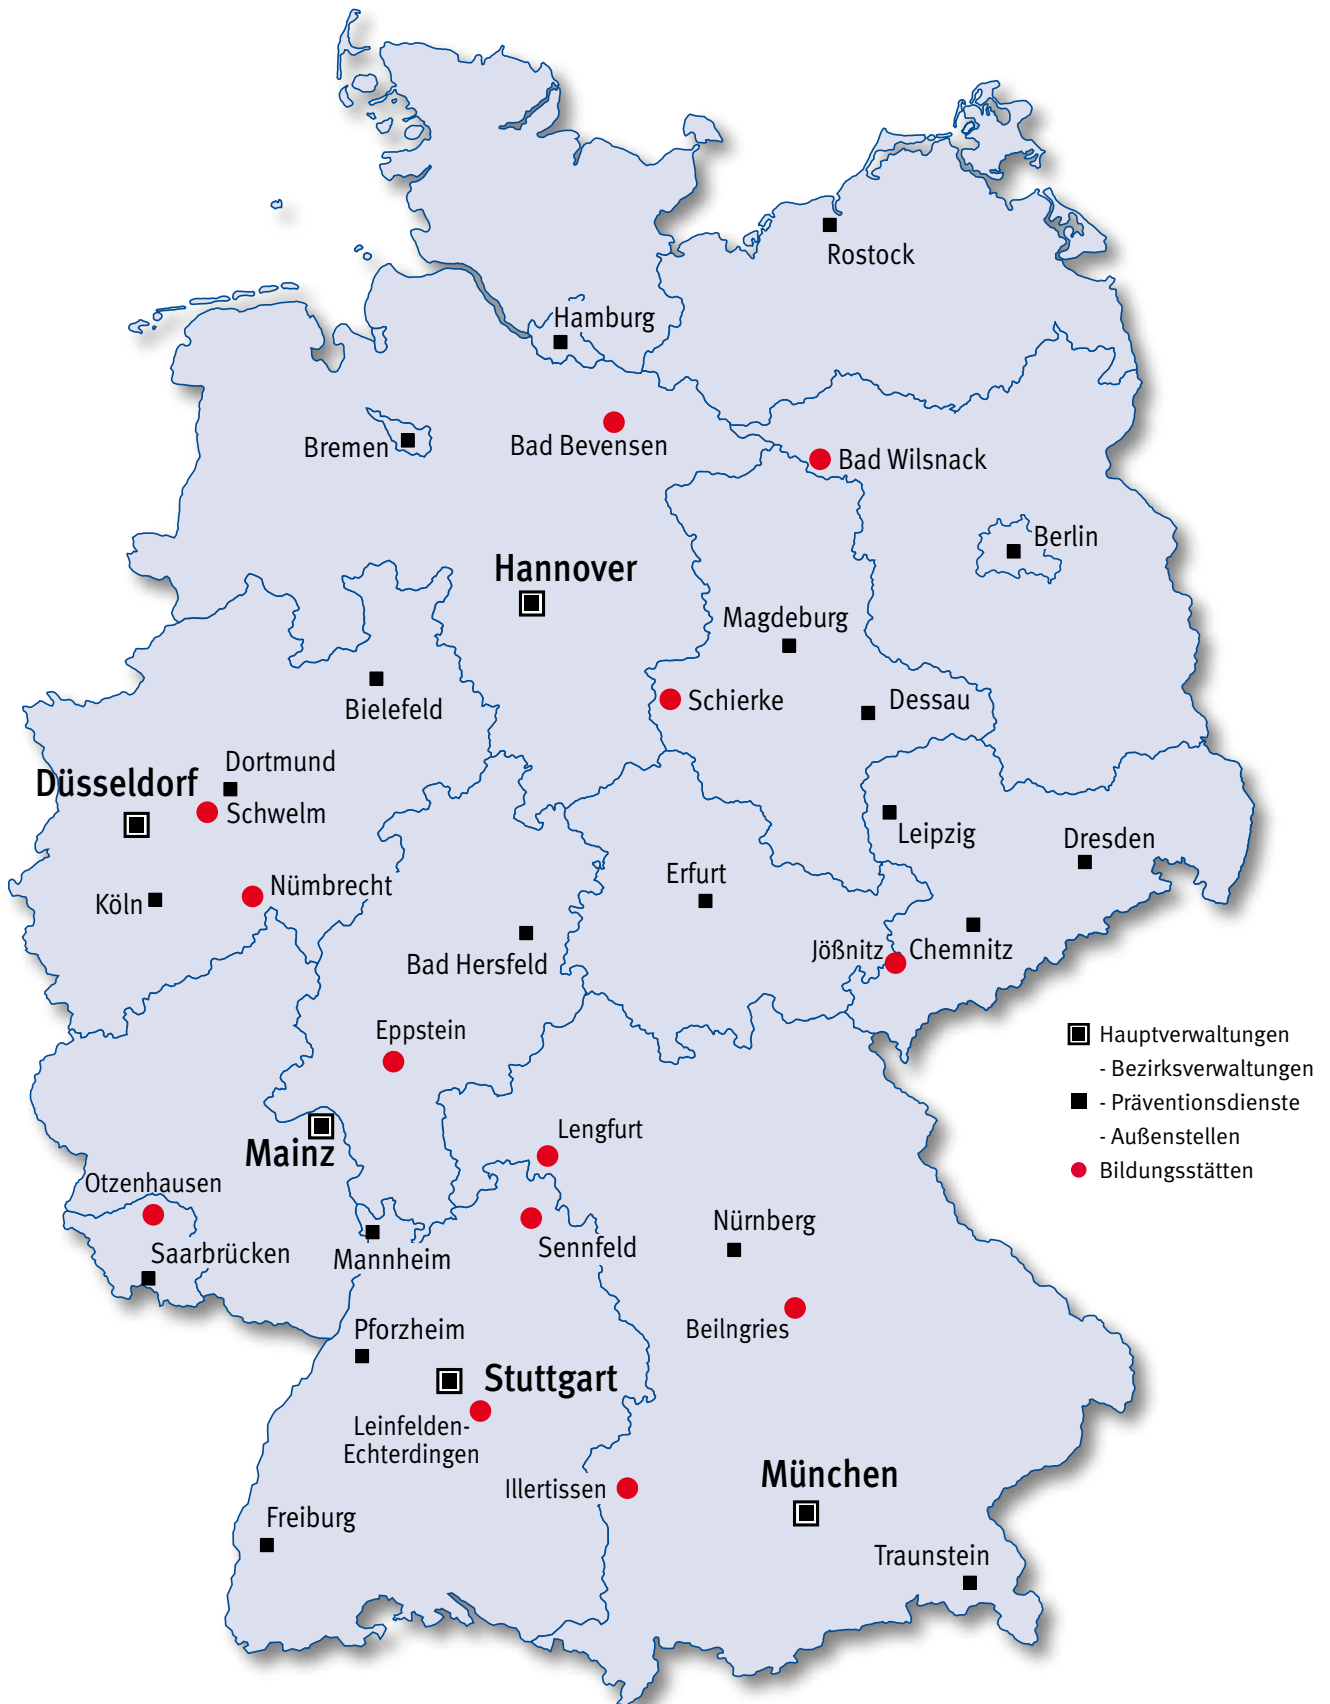 Rostock
Hamburg
Bremen
Bad Bevensen
Bad Wilsnack
Berlin
Hannover
Magdeburg
Bielefeld
Schierke
Dessau
Dortmund
Düsseldorf
Schwelm
Leipzig
Dresden
Erfurt
Nümbrecht
Köln
Jößnitz
Chemnitz
Bad Hersfeld
Eppstein
Hauptverwaltungen
- Bezirksverwaltungen
- Präventionsdienste
- Außenstellen
Bildungsstätten
Lengfurt
Mainz
Otzenhausen
Nürnberg
Saarbrücken
Mannheim
Sennfeld
Pforzheim
Beilngries
Stuttgart
Leinfelden-
Echterdingen
München
Illertissen
Freiburg
Traunstein